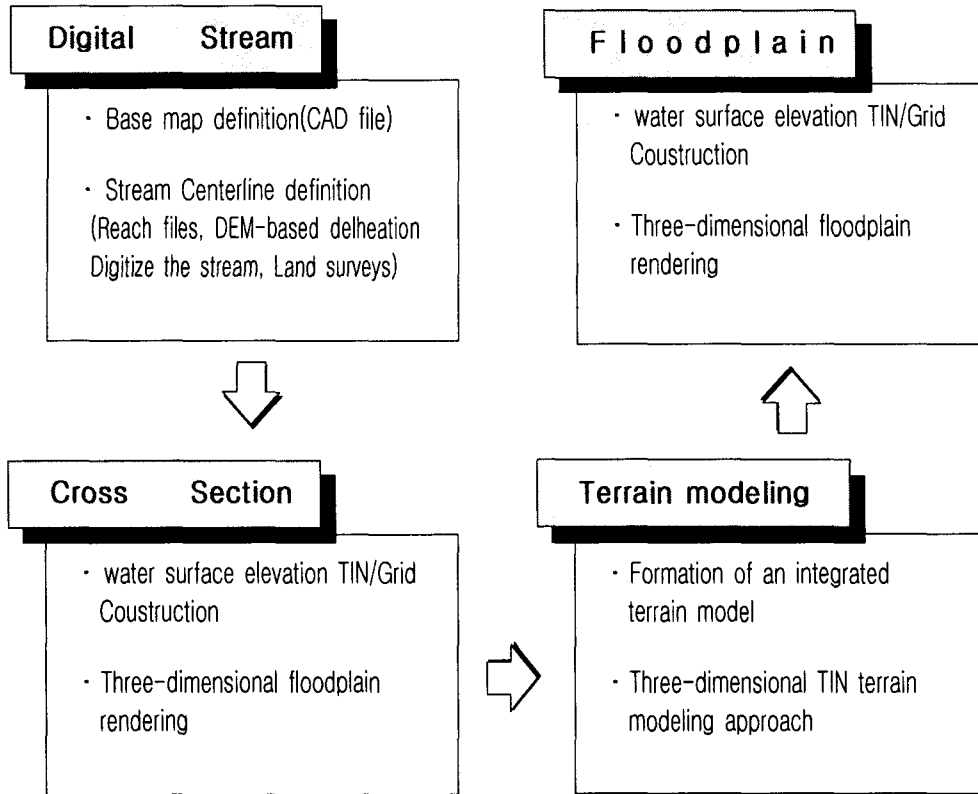 Digital Stream
· Base map definition(CAD file)
· Stream Centerline definition
(Reach files, DEM-based delheation
Digitize the stream, Land surveys)
Cross Section
· water surface elevation TIN/Grid
Coustruction
· Three-dimensional floodplain
rendering
Terrain modeling
· Formation of an integrated
terrain model
· Three-dimensional TIN terrain
modeling approach
Floodplain
· water surface elevation TIN/Grid
Coustruction
· Three-dimensional floodplain
rendering